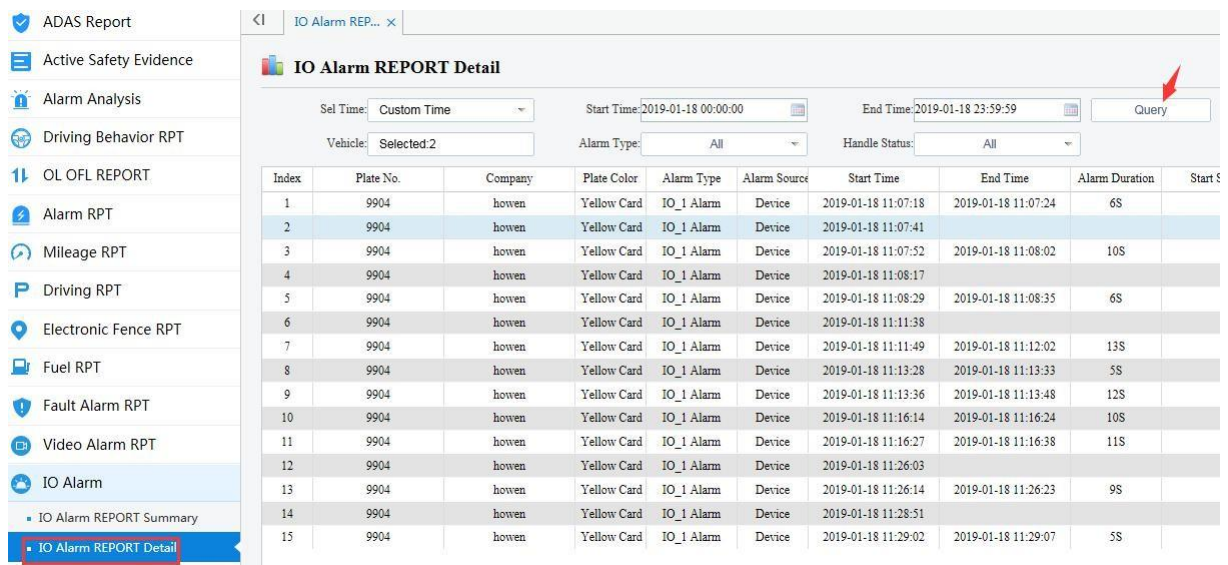 ADAS Report
Active Safety Evidence
Alarm Analysis
Driving Behavior RPT
OL OFL REPORT
Alarm RPT
Mileage RPT
Driving RPT
Electronic Fence RPT
Fuel RPT
Fault Alarm RPT
Video Alarm RPT
IO Alarm
IO Alarm REPORT Summary
IO Alarm REPORT Detail
IO Alarm REP... ×
IO Alarm REPORT Detail
Sel Time: Custom Time Start Time: 2019-01-18 00:00:00 End Time: 2019-01-18 23:59:59 Query
Vehicle: Selected:2 Alarm Type: All Handle Status: All
Index Plate No. Company Plate Color Alarm Type Alarm Source Start Time End Time Alarm Duration Start S
1 9904 howen Yellow Card IO_1 Alarm Device 2019-01-18 11:07:18 2019-01-18 11:07:24 6S
2 9904 howen Yellow Card IO_1 Alarm Device 2019-01-18 11:07:41
3 9904 howen Yellow Card IO_1 Alarm Device 2019-01-18 11:07:52 2019-01-18 11:08:02 10S
4 9904 howen Yellow Card IO_1 Alarm Device 2019-01-18 11:08:17
5 9904 howen Yellow Card IO_1 Alarm Device 2019-01-18 11:08:29 2019-01-18 11:08:35 6S
6 9904 howen Yellow Card IO_1 Alarm Device 2019-01-18 11:11:38
7 9904 howen Yellow Card IO_1 Alarm Device 2019-01-18 11:11:49 2019-01-18 11:12:02 13S
8 9904 howen Yellow Card IO_1 Alarm Device 2019-01-18 11:13:28 2019-01-18 11:13:33 5S
9 9904 howen Yellow Card IO_1 Alarm Device 2019-01-18 11:13:36 2019-01-18 11:13:48 12S
10 9904 howen Yellow Card IO_1 Alarm Device 2019-01-18 11:16:14 2019-01-18 11:16:24 10S
11 9904 howen Yellow Card IO_1 Alarm Device 2019-01-18 11:16:27 2019-01-18 11:16:38 11S
12 9904 howen Yellow Card IO_1 Alarm Device 2019-01-18 11:26:03
13 9904 howen Yellow Card IO_1 Alarm Device 2019-01-18 11:26:14 2019-01-18 11:26:23 9S
14 9904 howen Yellow Card IO_1 Alarm Device 2019-01-18 11:28:51
15 9904 howen Yellow Card IO_1 Alarm Device 2019-01-18 11:29:02 2019-01-18 11:29:07 5S